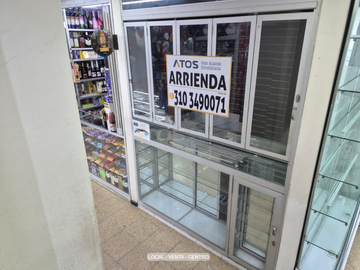 ATOS
ARRIENDA
310 3490071
LOCAL - VENTA - CENTRO